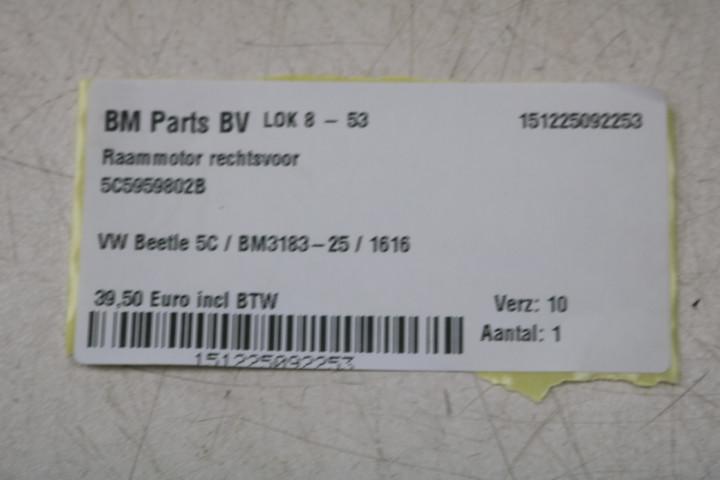 BM Parts BV LOK 8 - 53 151225092253
Raammotor rechtsvoor
5C5959802B
VW Beetle 5C / BM3183-25 / 1616
39,50 Euro incl BTW
Verz: 10
Aantal: 1
151225092253